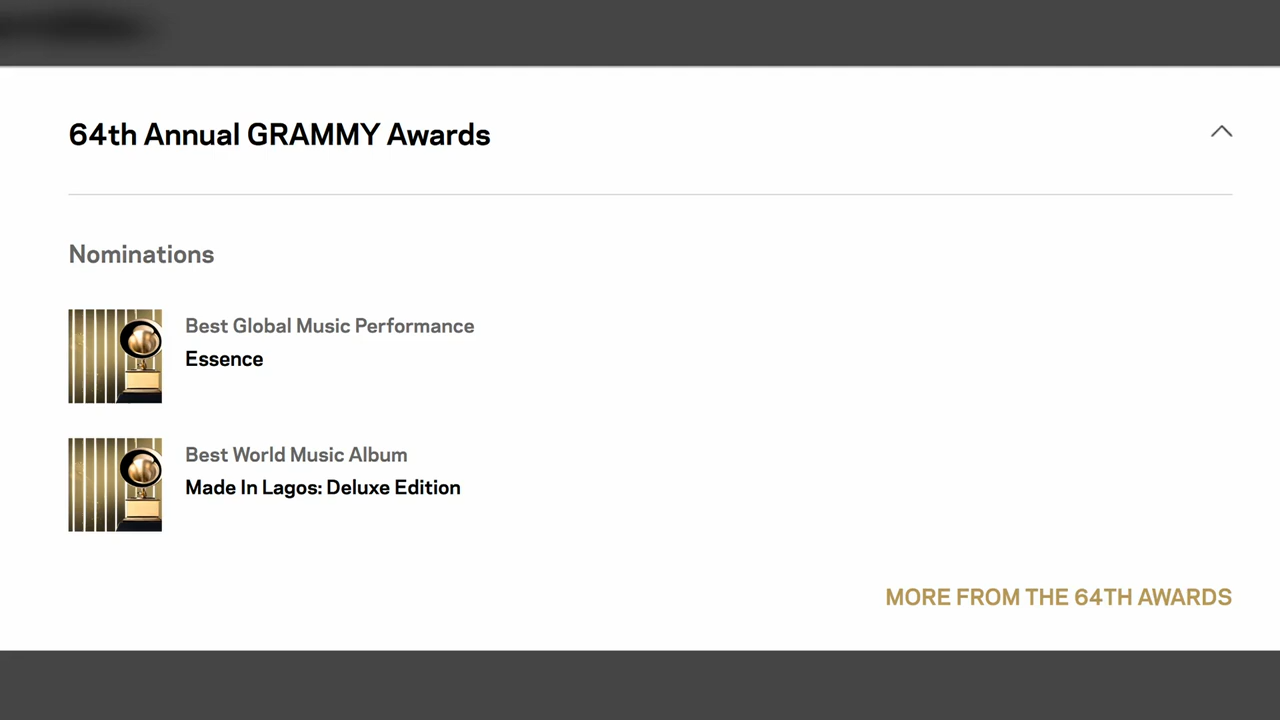 64th Annual GRAMMY Awards
Nominations
Best Global Music Performance
Essence
Best World Music Album
Made In Lagos: Deluxe Edition
MORE FROM THE 64TH AWARDS